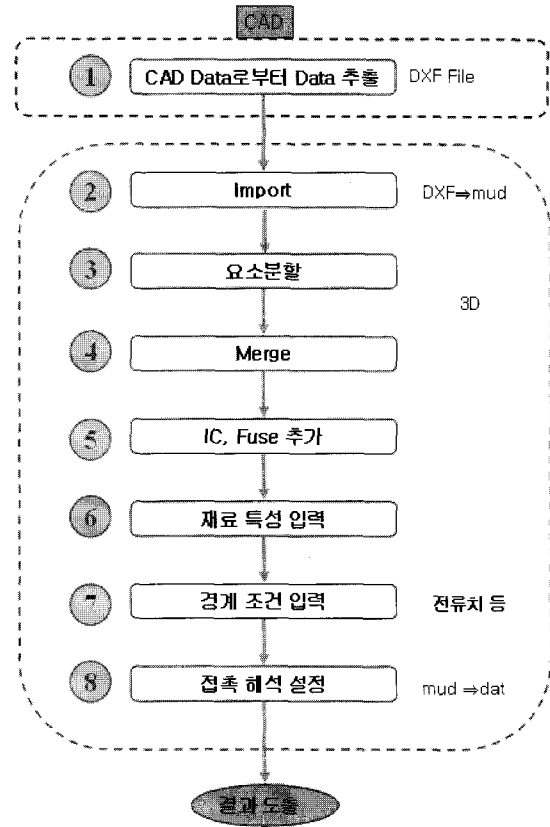 CAD
1 CAD Data로부터 Data 추출 DXF File
2 Import DXF⇒mud
3 요소분할
3D
4 Merge
5 IC, Fuse 추가
6 재료 특성 입력
7 경계 조건 입력 전류치 등
8 접촉 해석 설정 mud ⇒dat
결과 도출